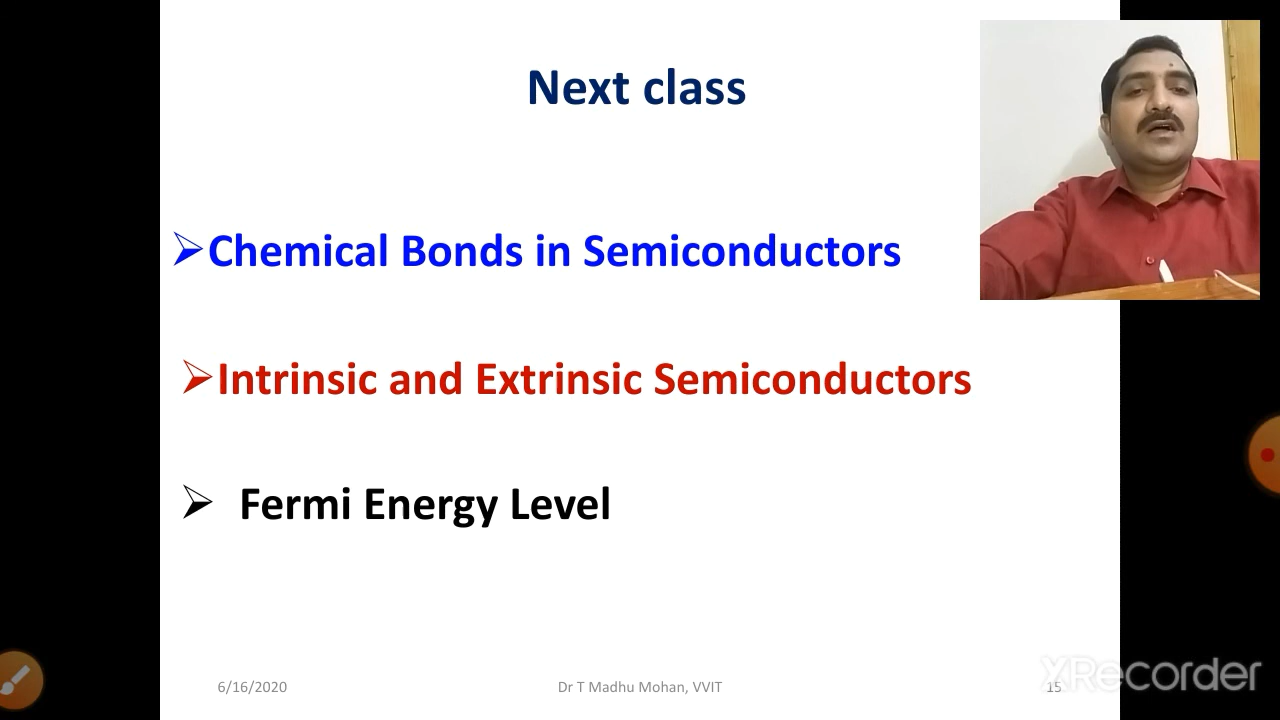 Next class
➢Chemical Bonds in Semiconductors
➢Intrinsic and Extrinsic Semiconductors
➢ Fermi Energy Level
6/16/2020
Dr T Madhu Mohan, VVIT
15
XRecorder